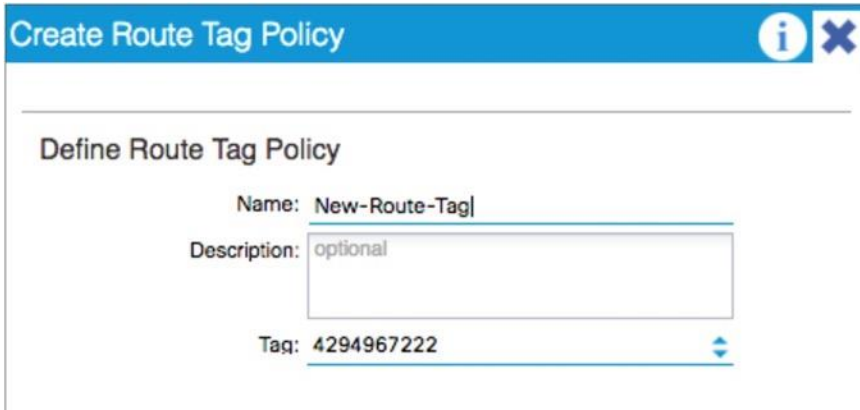 Create Route Tag Policy
i
Define Route Tag Policy
Name: New-Route-Tag
Description: optional
Tag: 4294967222